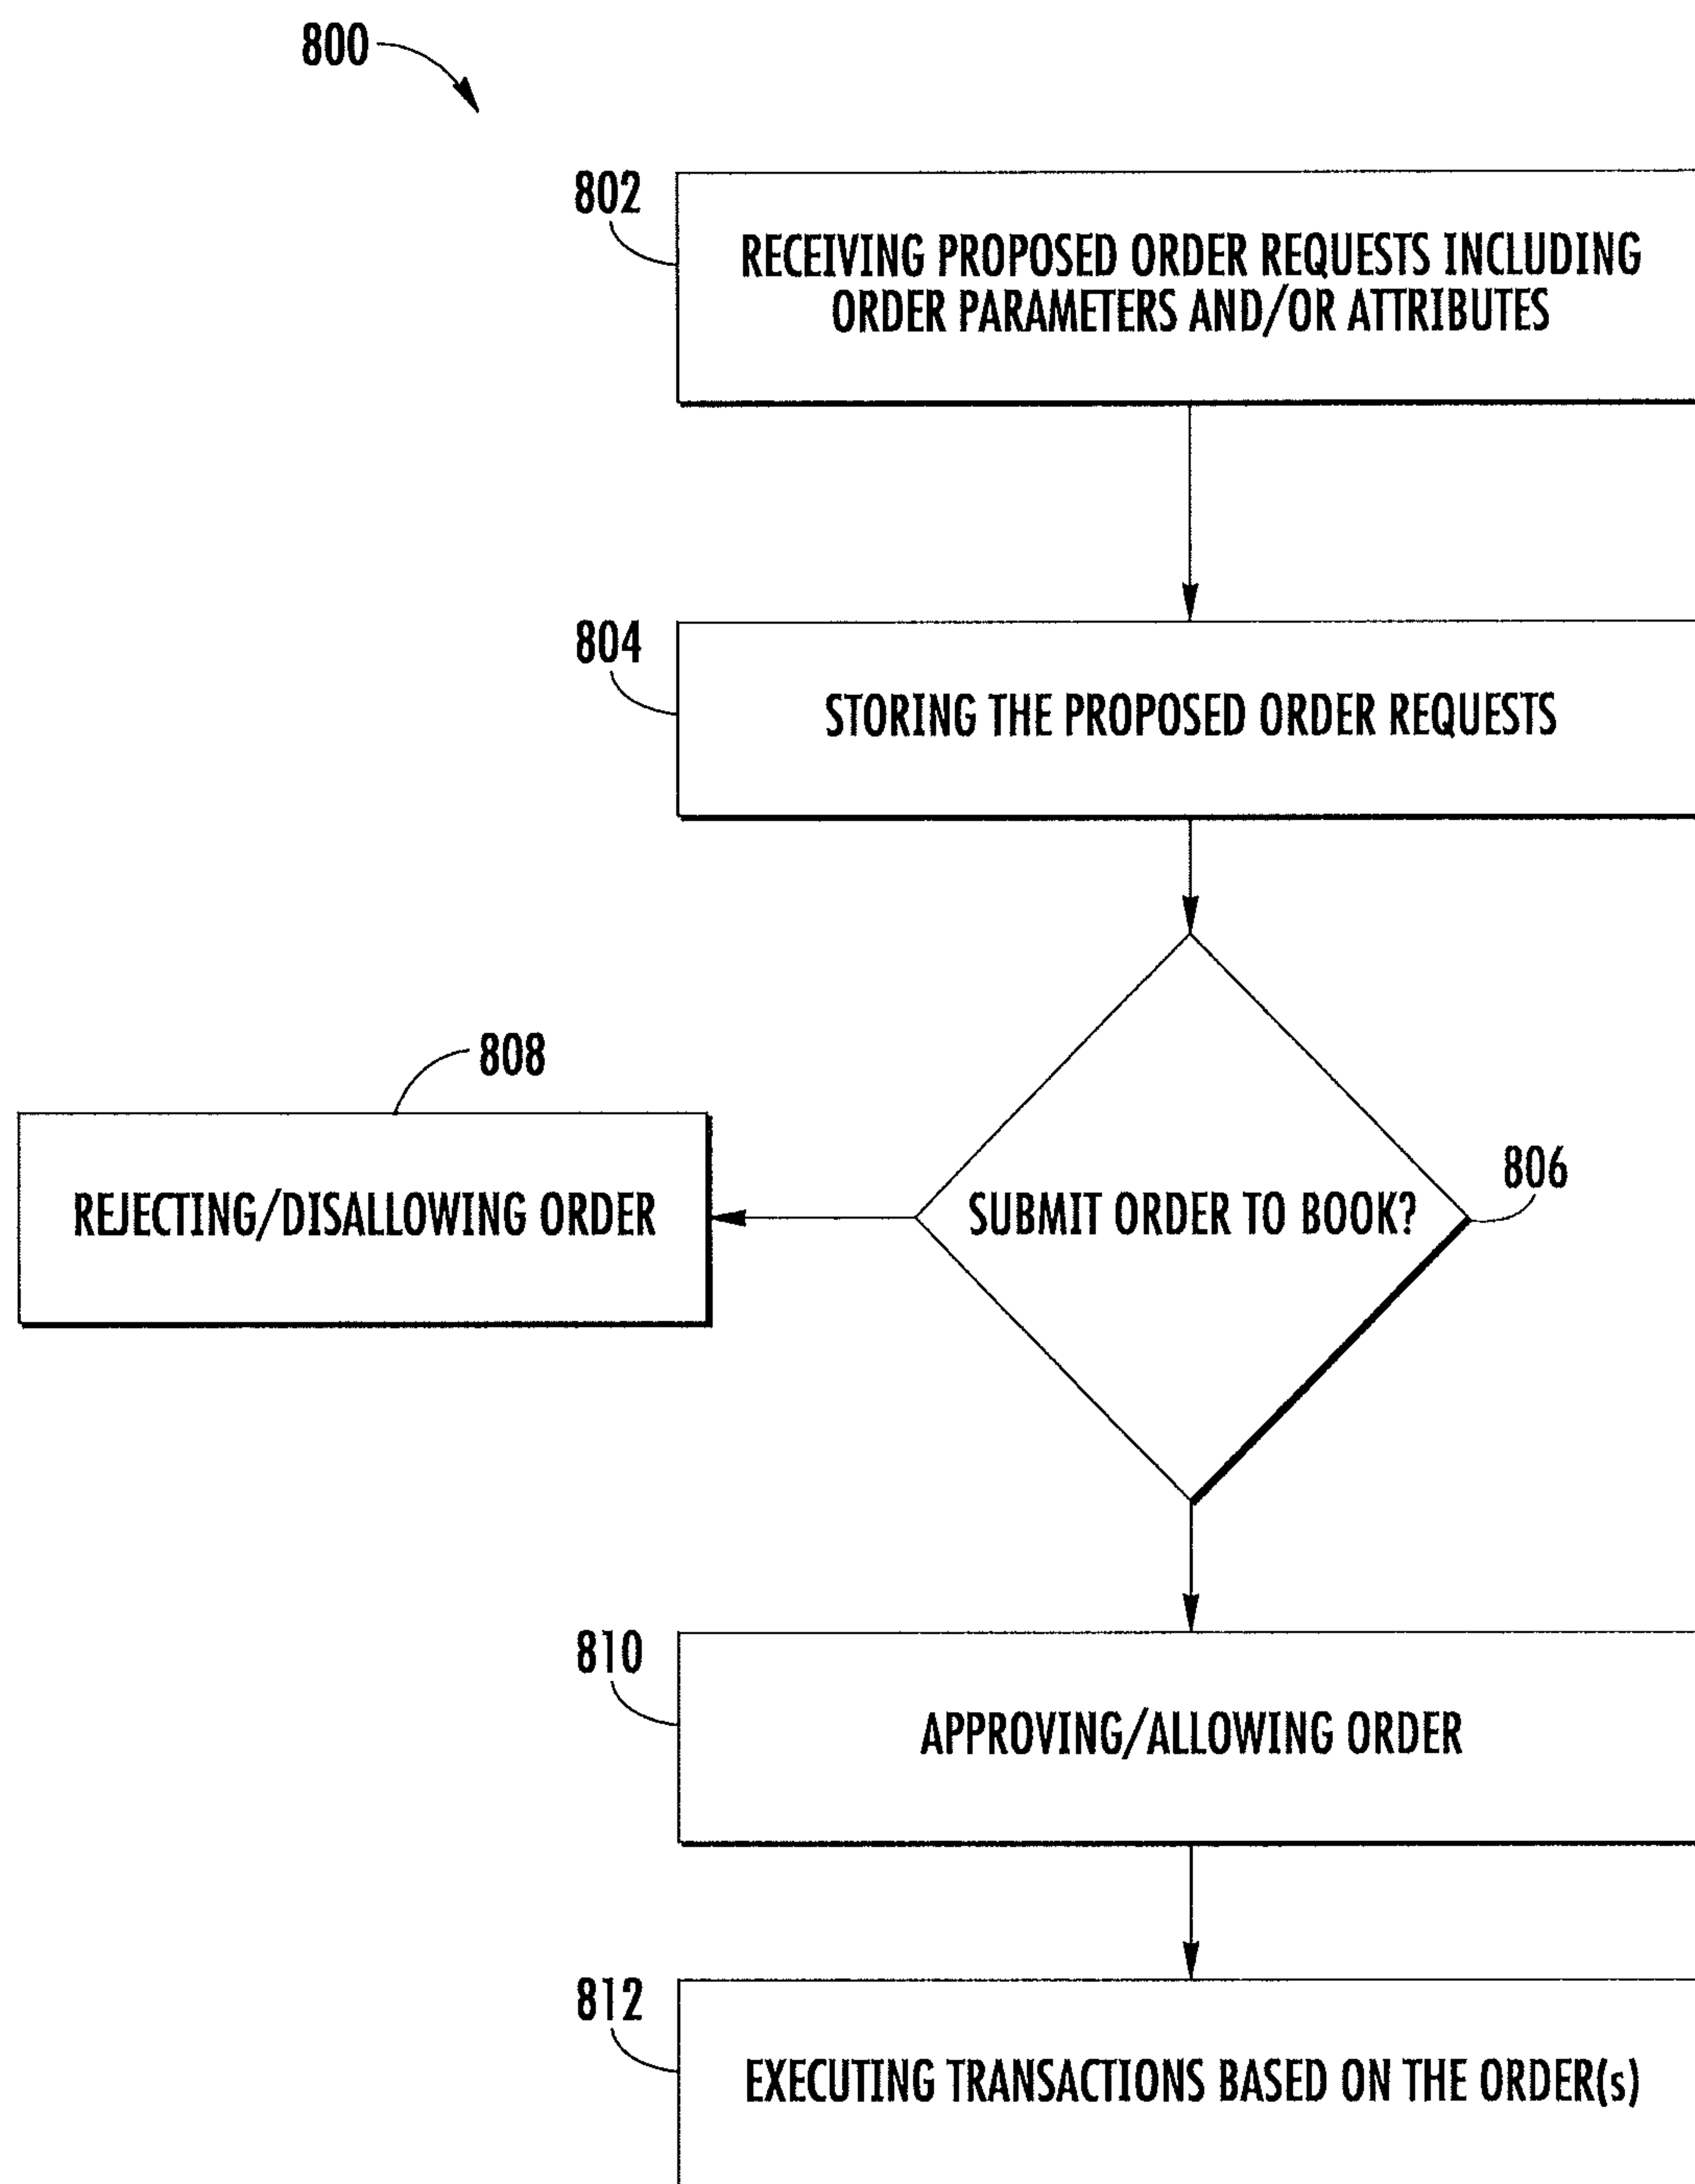 800
802
RECEIVING PROPOSED ORDER REQUESTS INCLUDING
ORDER PARAMETERS AND/OR ATTRIBUTES
804
STORING THE PROPOSED ORDER REQUESTS
808
REJECTING/DISALLOWING ORDER
SUBMIT ORDER TO BOOK?
806
810
APPROVING/ALLOWING ORDER
812
EXECUTING TRANSACTIONS BASED ON THE ORDER(s)